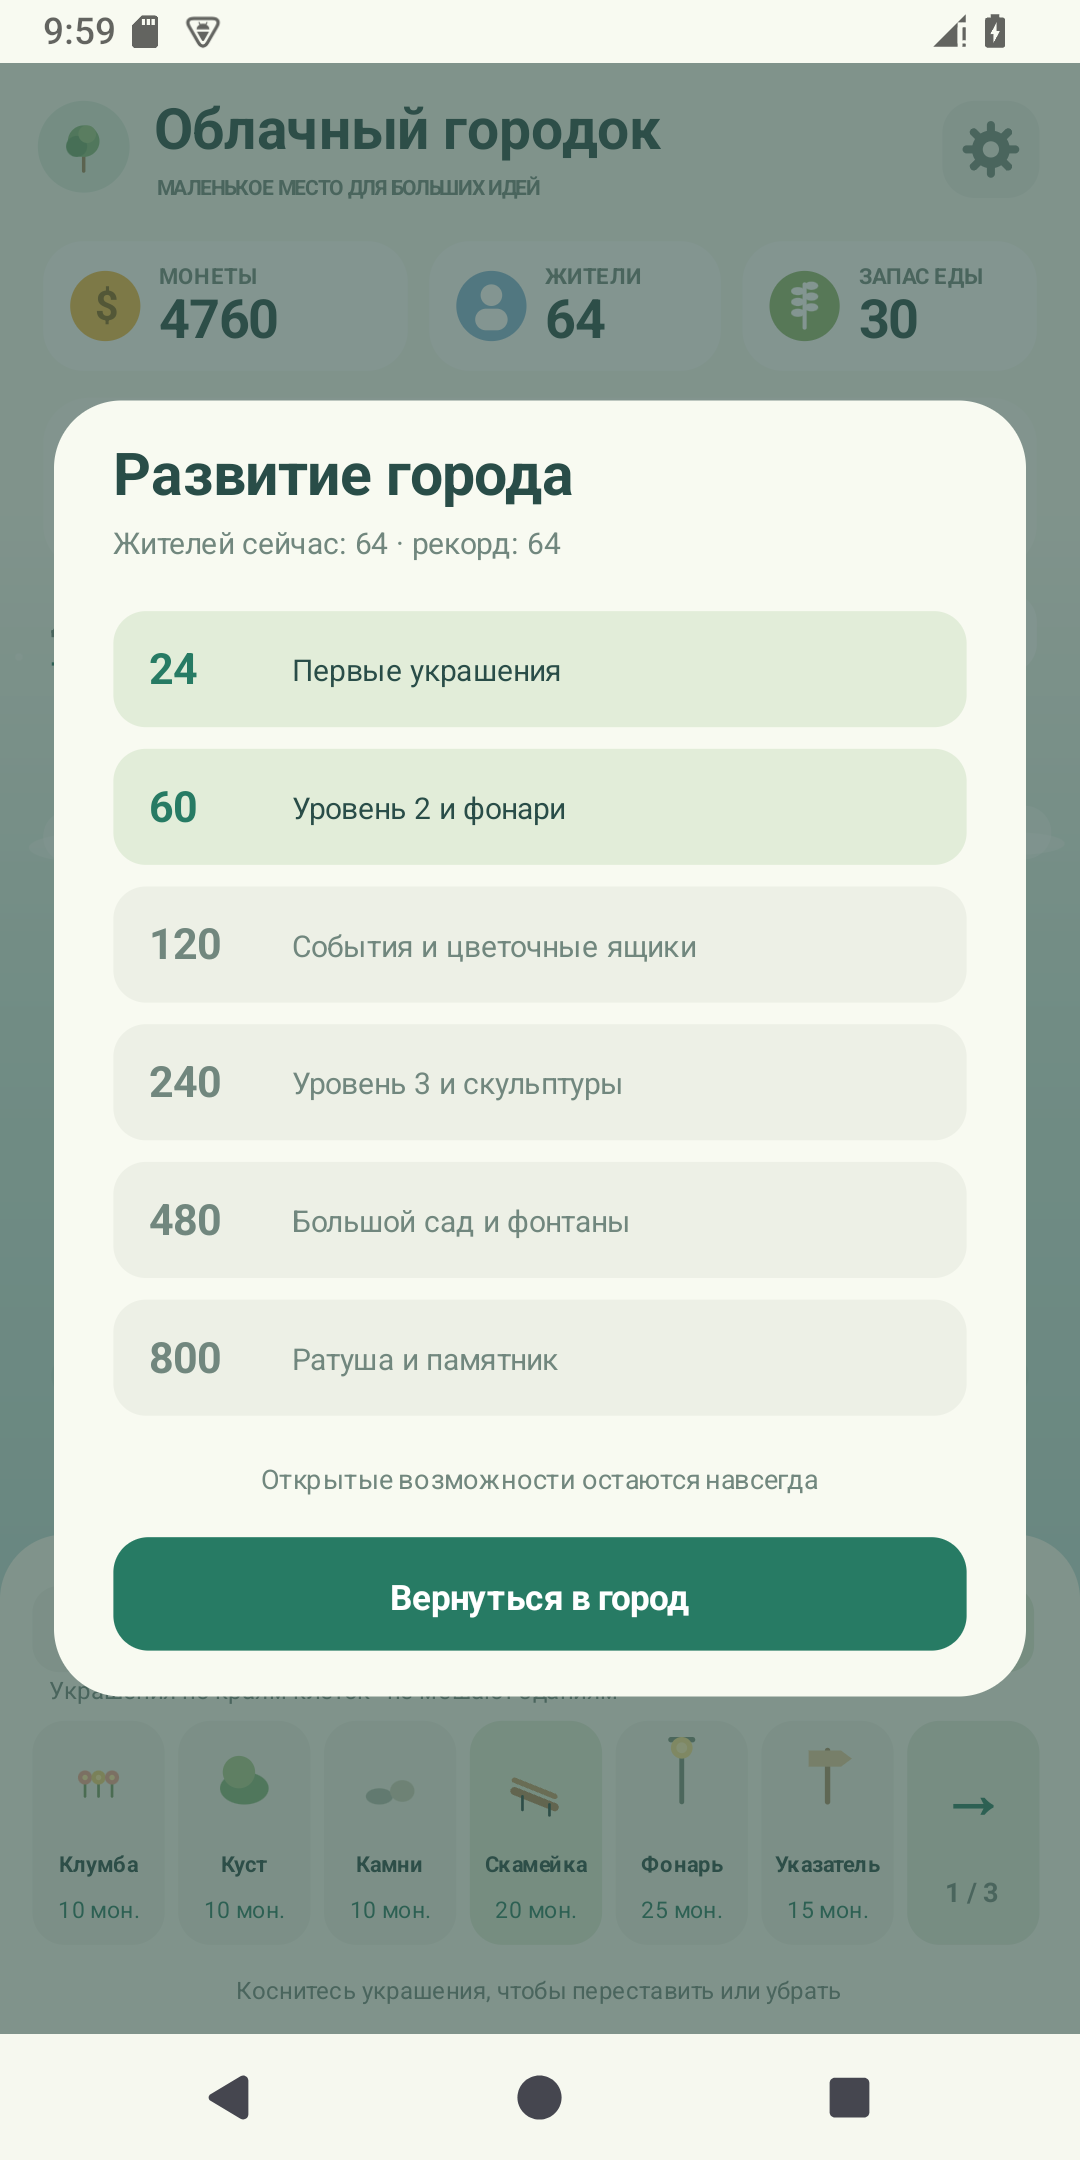 9:59
Облачный городок
МАЛЕНЬКОЕ МЕСТО ДЛЯ БОЛЬШИХ ИДЕЙ
МОНЕТЫ
4760
ЖИТЕЛИ
64
ЗАПАС ЕДЫ
30
Развитие города
Жителей сейчас: 64 · рекорд: 64
24 Первые украшения
60 Уровень 2 и фонари
120 События и цветочные ящики
240 Уровень 3 и скульптуры
480 Большой сад и фонтаны
800 Ратуша и памятник
Открытые возможности остаются навсегда
Вернуться в город
Клумба
10 мон.
Куст
10 мон.
Камни
10 мон.
Скамейка
20 мон.
Фонарь
25 мон.
Указатель
15 мон.
→
1 / 3
Коснитесь украшения, чтобы переставить или убрать